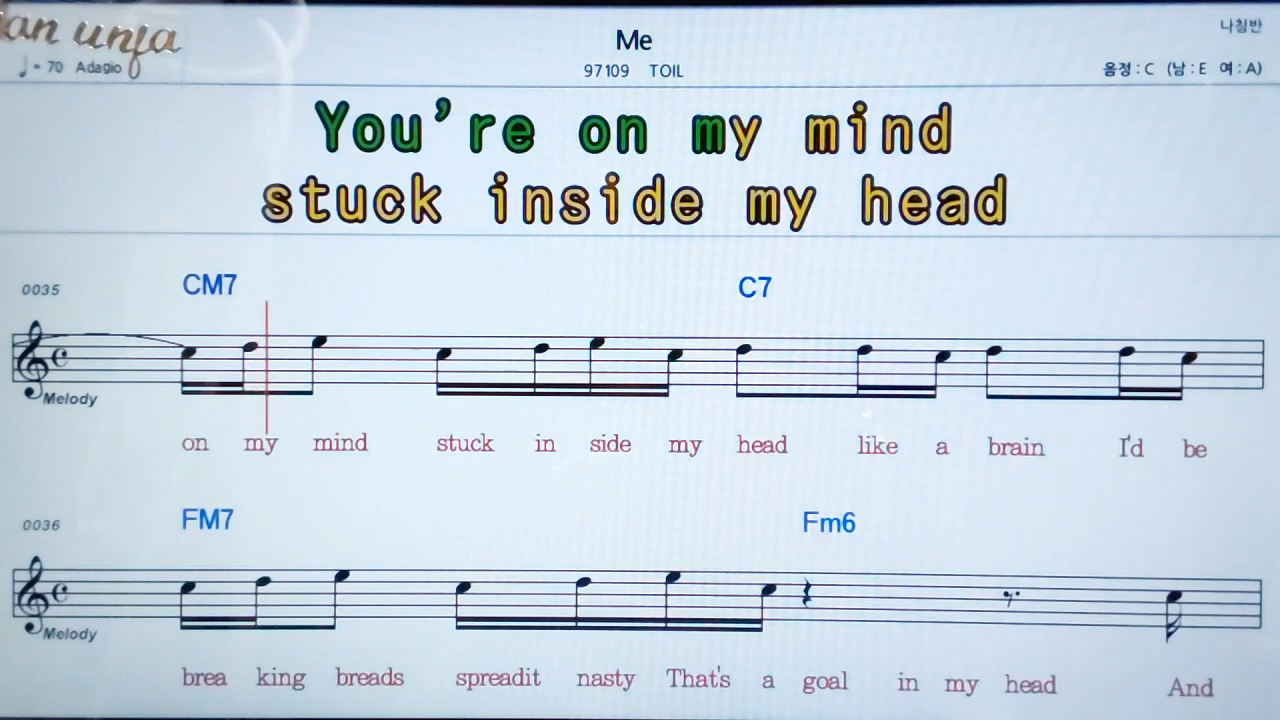 나침반
Me
♩= 70 Adagio
97109 TOIL
음정 : C (남 : E 여 : A)
You're on my mind
stuck inside my head
0035 CM7 C7
Melody
on my mind stuck in side my head like a brain I'd be
0036 FM7 Fm6
Melody
brea king breads spreadit nasty That's a goal in my head And